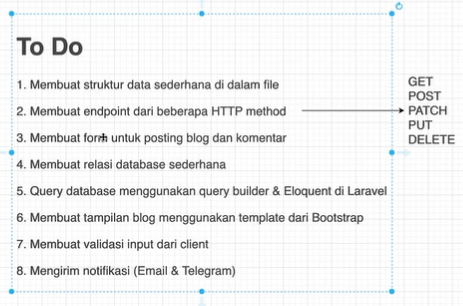 To Do
1. Membuat struktur data sederhana di dalam file
2. Membuat endpoint dari beberapa HTTP method
3. Membuat form untuk posting blog dan komentar
4. Membuat relasi database sederhana
5. Query database menggunakan query builder & Eloquent di Laravel
6. Membuat tampilan blog menggunakan template dari Bootstrap
7. Membuat validasi input dari client
8. Mengirim notifikasi (Email & Telegram)
GET
POST
PATCH
PUT
DELETE